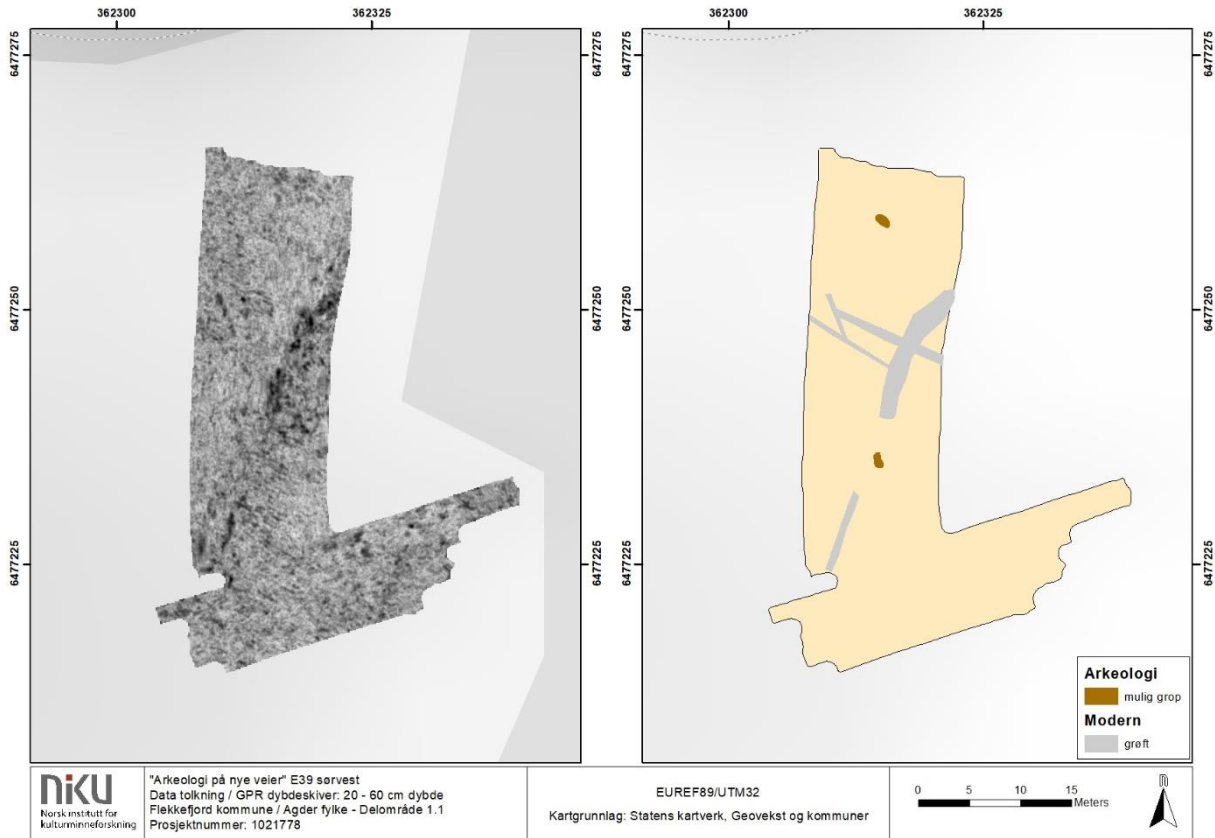 362300
362325
362300
362325
6477275
6477275
6477275
6477250
6477250
6477250
6477225
6477225
6477225
Arkeologi
mulig grop
Modern
grøft
NIKU
Norsk institutt for
kulturminneforskning
"Arkeologi på nye veier" E39 sørvest
Data tolkning / GPR dybdeskiver: 20 - 60 cm dybde
Flekkefjord kommune / Agder fylke - Delområde 1.1
Prosjektnummer: 1021778
EUREF89/UTM32
Kartgrunnlag: Statens kartverk, Geovekst og kommuner
0 5 10 15
Meters